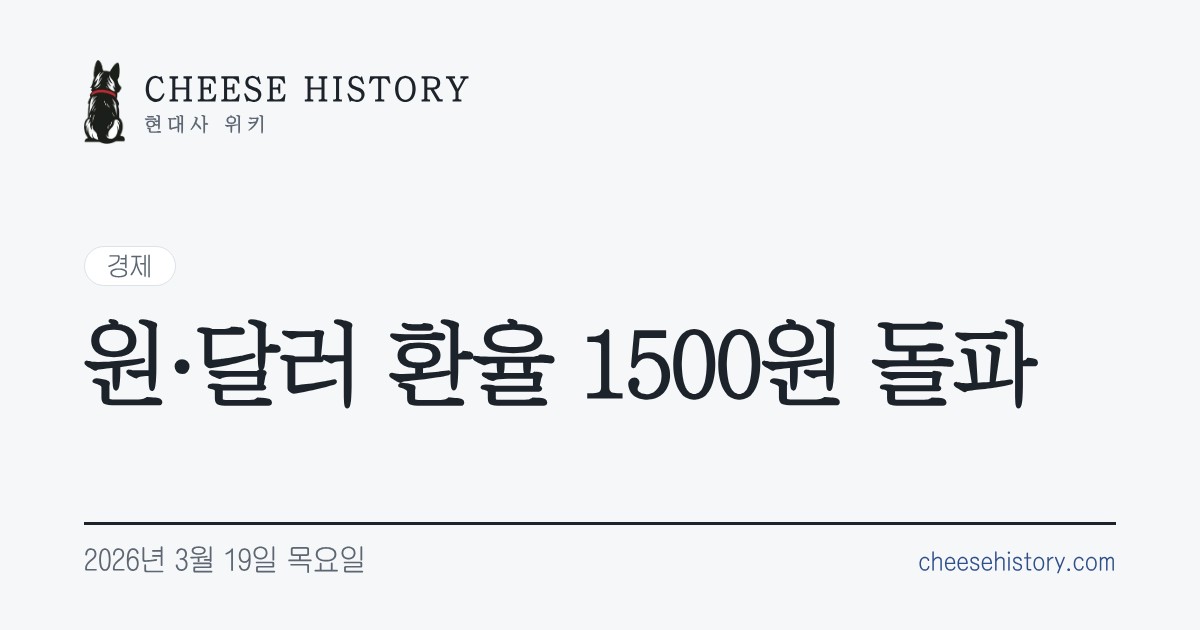 CHEESE HISTORY
현대사 위키
경제
원·달러 환율 1500원 돌파
2026년 3월 19일 목요일
cheesehistory.com